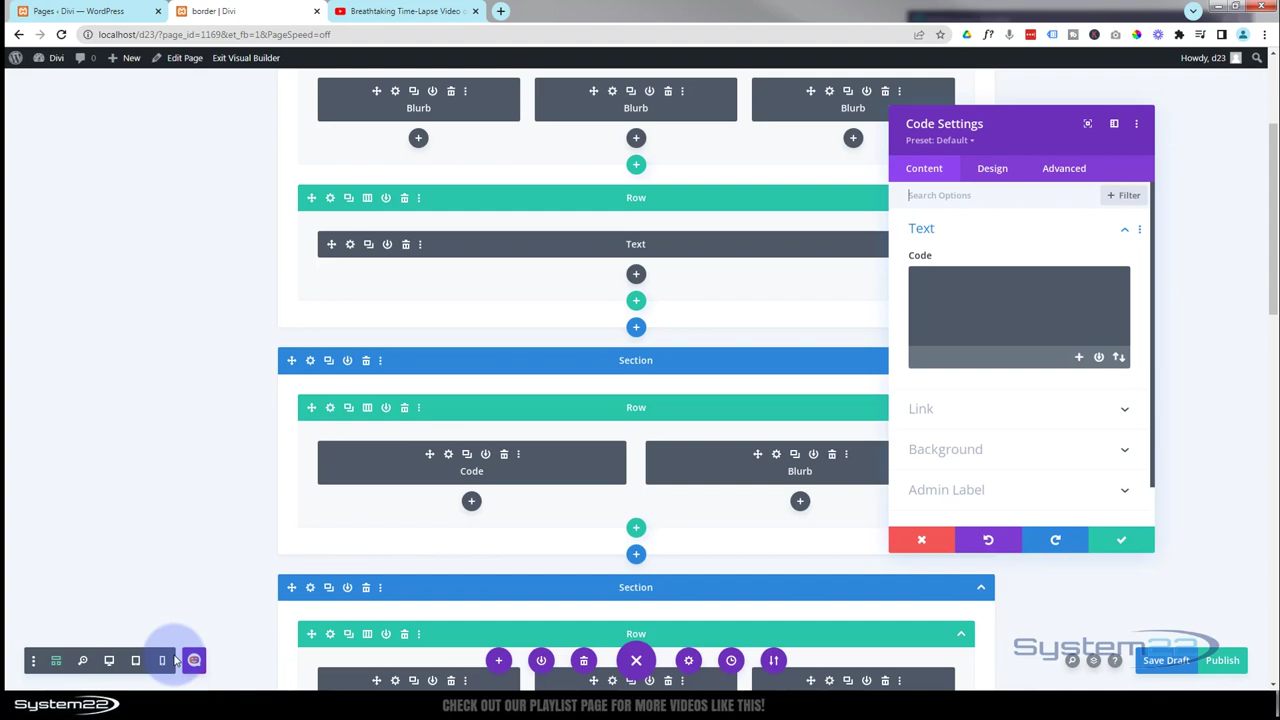 Pages ‹ Divi — WordPress
border | Divi
Breathtaking Time-Lapse Video o
localhost/d23/?page_id=1169&et_fb=1&PageSpeed=off
Divi
0
New
Edit Page
Exit Visual Builder
Howdy, d23
Blurb
Blurb
Blurb
Row
Text
Section
Row
Code
Blurb
Section
Row
Code Settings
Preset: Default
Content
Design
Advanced
Search Options
Filter
Text
Code
Link
Background
Admin Label
System22
Save Draft
Publish
System22
CHECK OUT OUR PLAYLIST PAGE FOR MORE VIDEOS LIKE THIS!